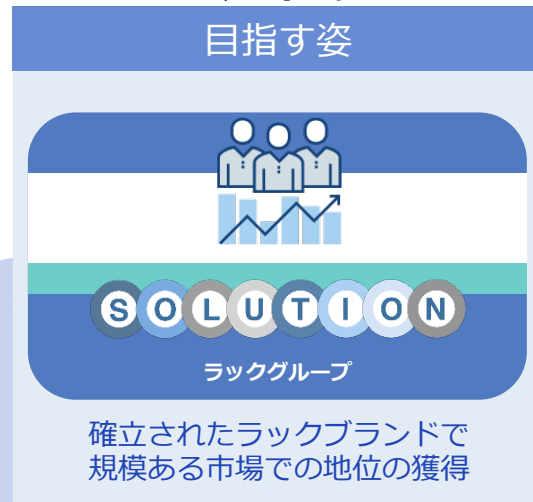 目指す姿
SOLUTION
ラックグループ
確立されたラックブランドで
規模ある市場での地位の獲得